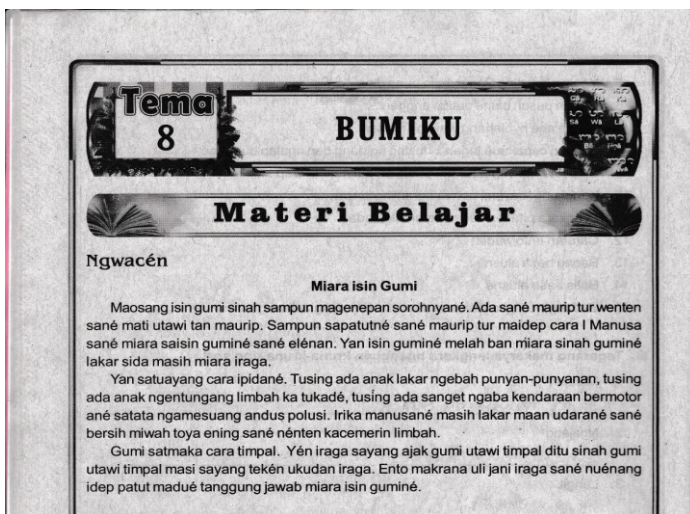 Tema
8
BUMIKU
Materi Belajar
Ngwacén
Miara isin Gumi
Maosang isin gumi sinah sampun magenepan sorohnyané. Ada sané maurip tur wenten
sané mati utawi tan maurip. Sampun sapatutné sané maurip tur maidep cara I Manusa
sané miara saisin guminé sané elénan. Yan isin guminé melah ban miara sinah guminé
lakar sida masih miara iraga.
Yan satuayang cara ipidané. Tusing ada anak lakar ngebah punyan-punyanan, tusing
ada anak ngentungang limbah ka tukadé, tusing ada sanget ngaba kendaraan bermotor
ané satata ngamesuang andus polusi. Irika manusané masih lakar maan udarané sané
bersih miwah toya ening sané nénten kacemerin limbah.
Gumi satmaka cara timpal. Yén iraga sayang ajak gumi utawi timpal ditu sinah gumi
utawi timpal masi sayang tekén ukudan iraga. Ento makrana uli jani iraga sané nuénang
idep patut madué tanggung jawab miara isin guminé.